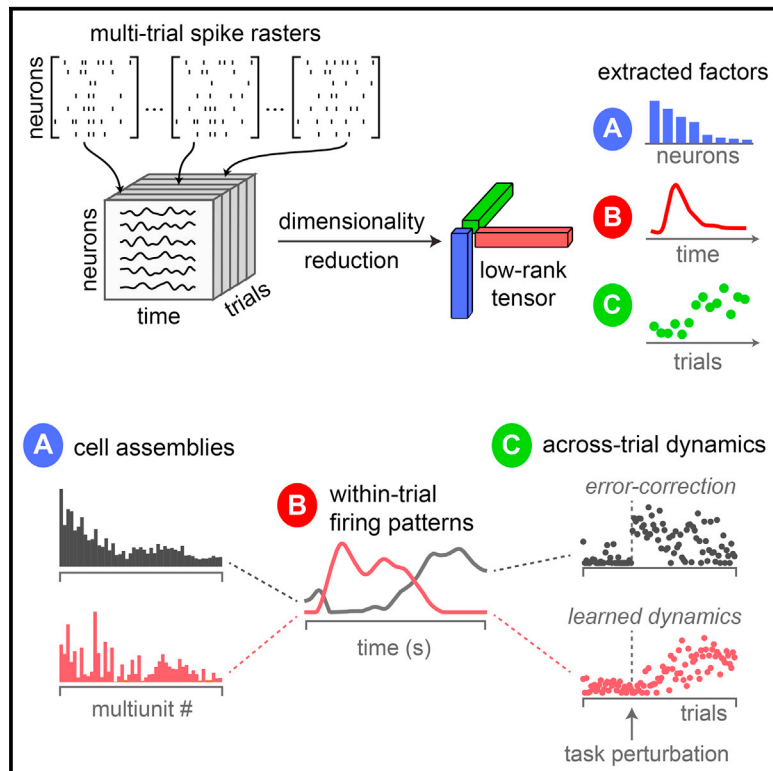 multi-trial spike rasters
neurons
...
...
extracted factors
A
neurons
neurons
time
trials
dimensionality
reduction
low-rank
tensor
B
time
C
trials
A cell assemblies
B within-trial
firing patterns
C across-trial dynamics
error-correction
time (s)
learned dynamics
multiunit #
trials
task perturbation